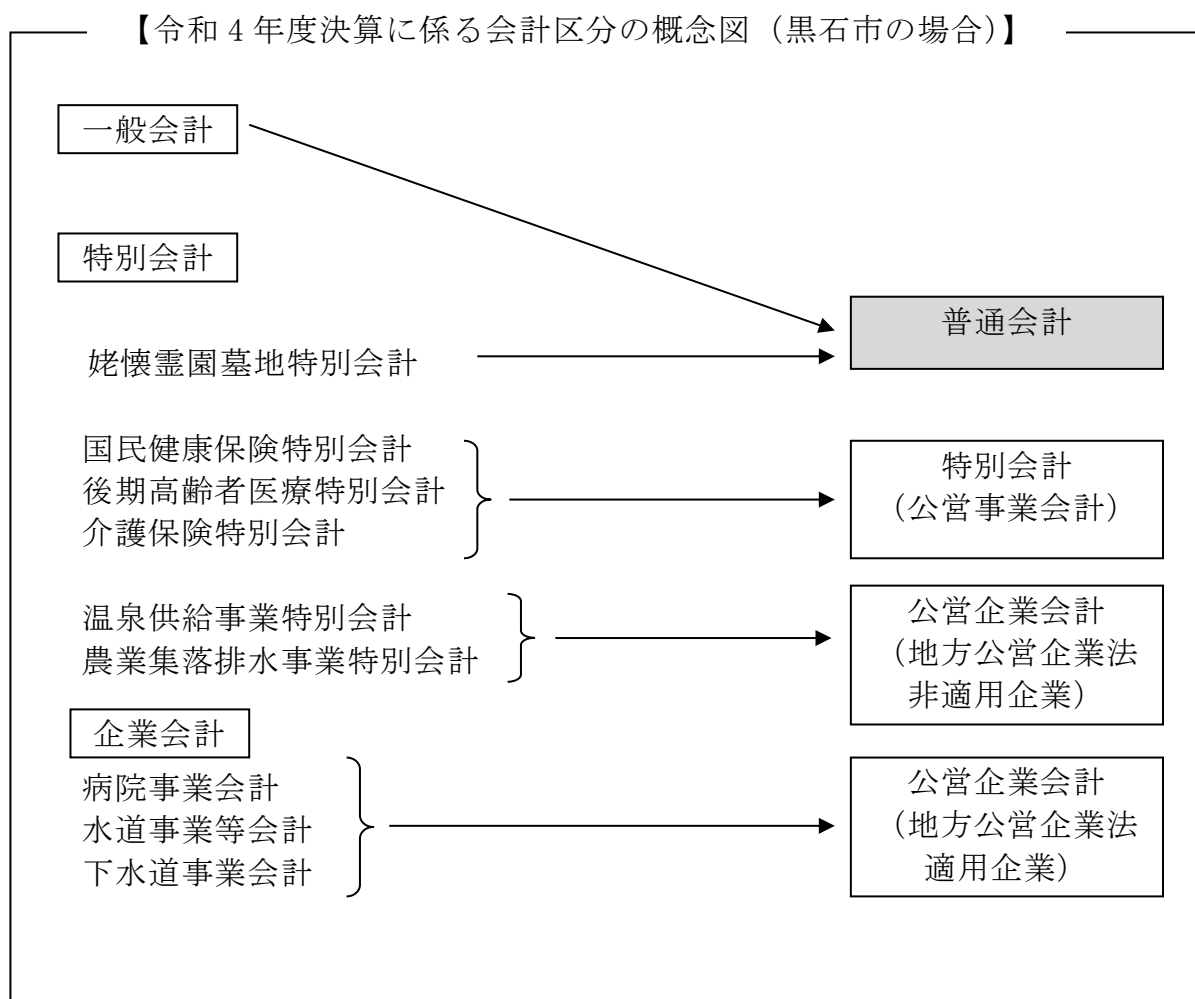 【令和４年度決算に係る会計区分の概念図（黒石市の場合）】
一般会計
特別会計
普通会計
姥懐霊園墓地特別会計
国民健康保険特別会計
後期高齢者医療特別会計
介護保険特別会計
特別会計
（公営事業会計）
温泉供給事業特別会計
農業集落排水事業特別会計
公営企業会計
（地方公営企業法
非適用企業）
企業会計
病院事業会計
水道事業等会計
下水道事業会計
公営企業会計
（地方公営企業法
適用企業）